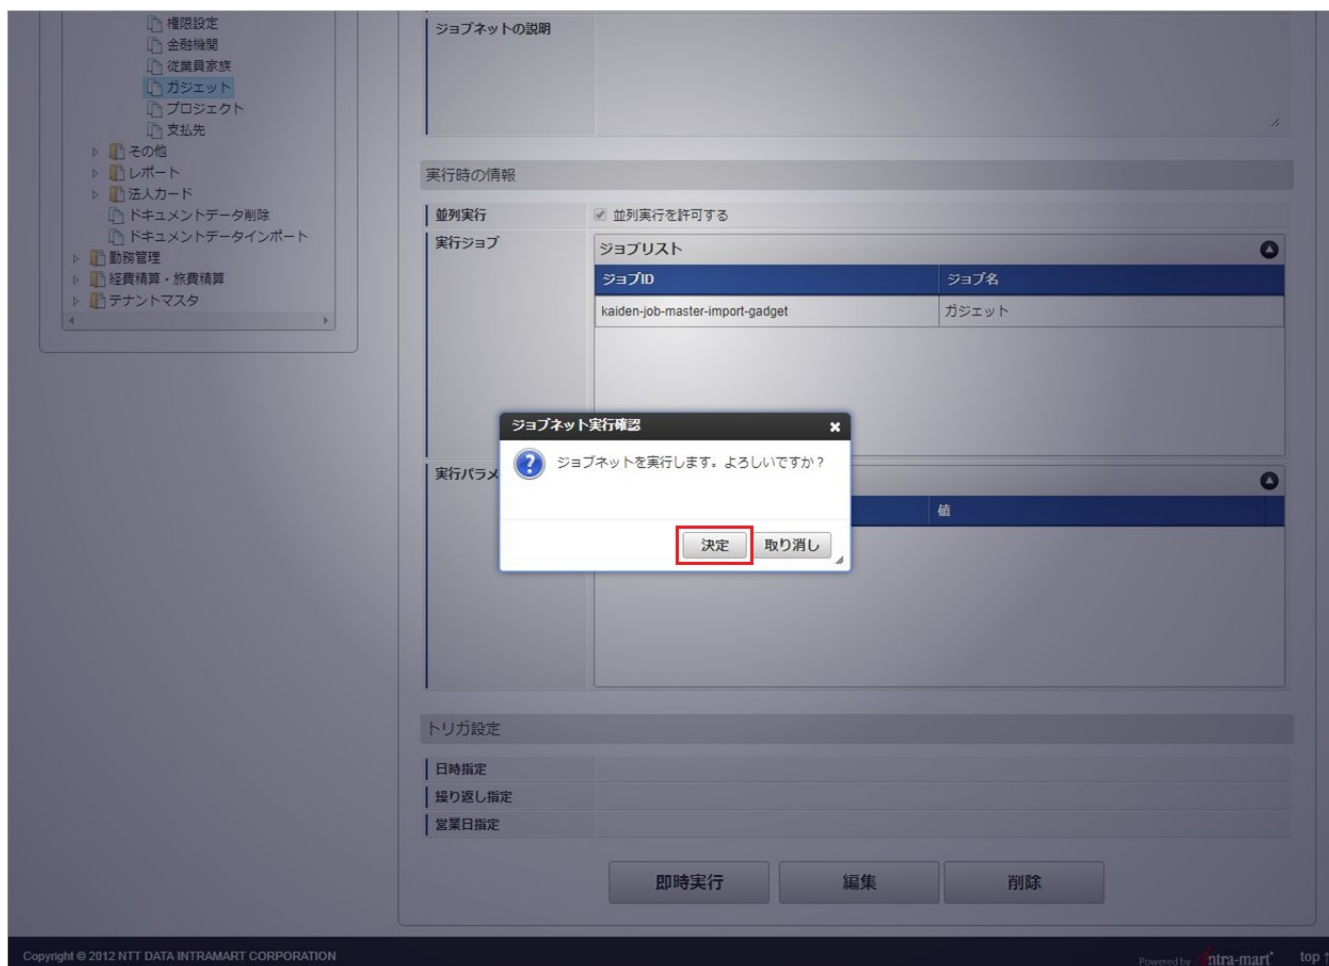 権限設定
金融機関
従業員家族
ガジェット
プロジェクト
支払先
その他
レポート
法人カード
ドキュメントデータ削除
ドキュメントデータインポート
勤務管理
経費精算・旅費精算
テナントマスタ
ジョブネットの説明
実行時の情報
並列実行
並列実行を許可する
実行ジョブ
ジョブリスト
ジョブID ジョブ名
kaiden-job-master-import-gadget ガジェット
ジョブネット実行確認
ジョブネットを実行します。よろしいですか？
決定 取り消し
実行パラメ
値
トリガ設定
日時指定
繰り返し指定
営業日指定
即時実行 編集 削除
Copyright © 2012 NTT DATA INTRAMART CORPORATION
Powered by intra-mart top ↑